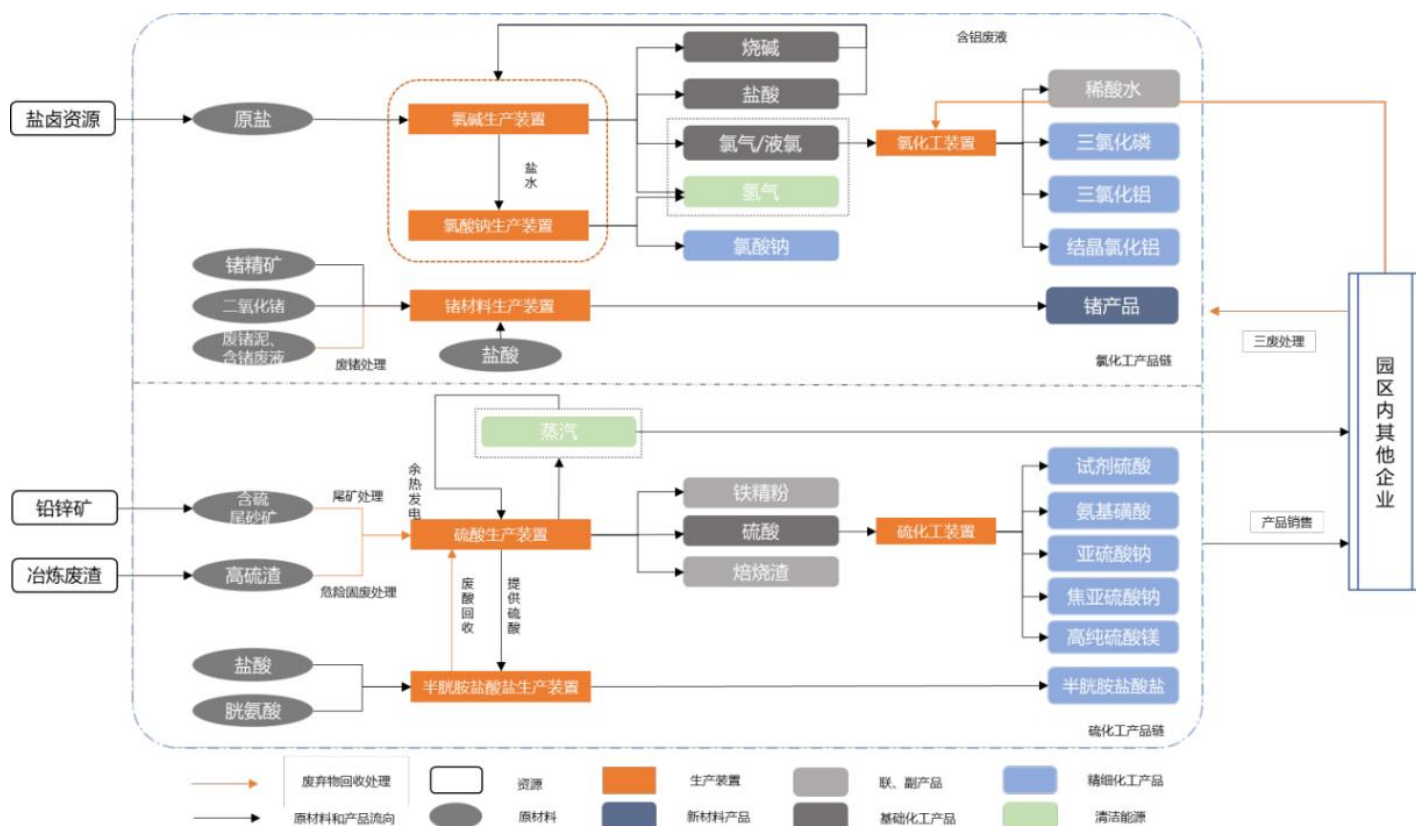 含铝废液
烧碱
盐酸
稀酸水
盐卤资源
原盐
氯碱生产装置
氯气/液氯
氯化工装置
三氯化磷
盐
水
氢气
三氯化铝
氯酸钠生产装置
氯酸钠
结晶氯化铝
锗精矿
二氧化锗
锗材料生产装置
锗产品
废锗泥、
含锗废液
废锗处理
盐酸
三废处理
氯化工产品链
园
区
内
其
他
企
业
蒸汽
余
热
发
电
试剂硫酸
铅锌矿
含硫
尾砂矿
尾矿处理
铁精粉
氨基磺酸
硫酸生产装置
硫酸
硫化工装置
产品销售
亚硫酸钠
冶炼废渣
高硫渣
危险固废处理
焙烧渣
废
酸
回
收
提
供
硫
酸
焦亚硫酸钠
高纯硫酸镁
盐酸
胱氨酸
半胱胺盐酸盐生产装置
半胱胺盐酸盐
硫化工产品链
废弃物回收处理
资源
生产装置
联、副产品
精细化工产品
原材料和产品流向
原材料
新材料产品
基础化工产品
清洁能源